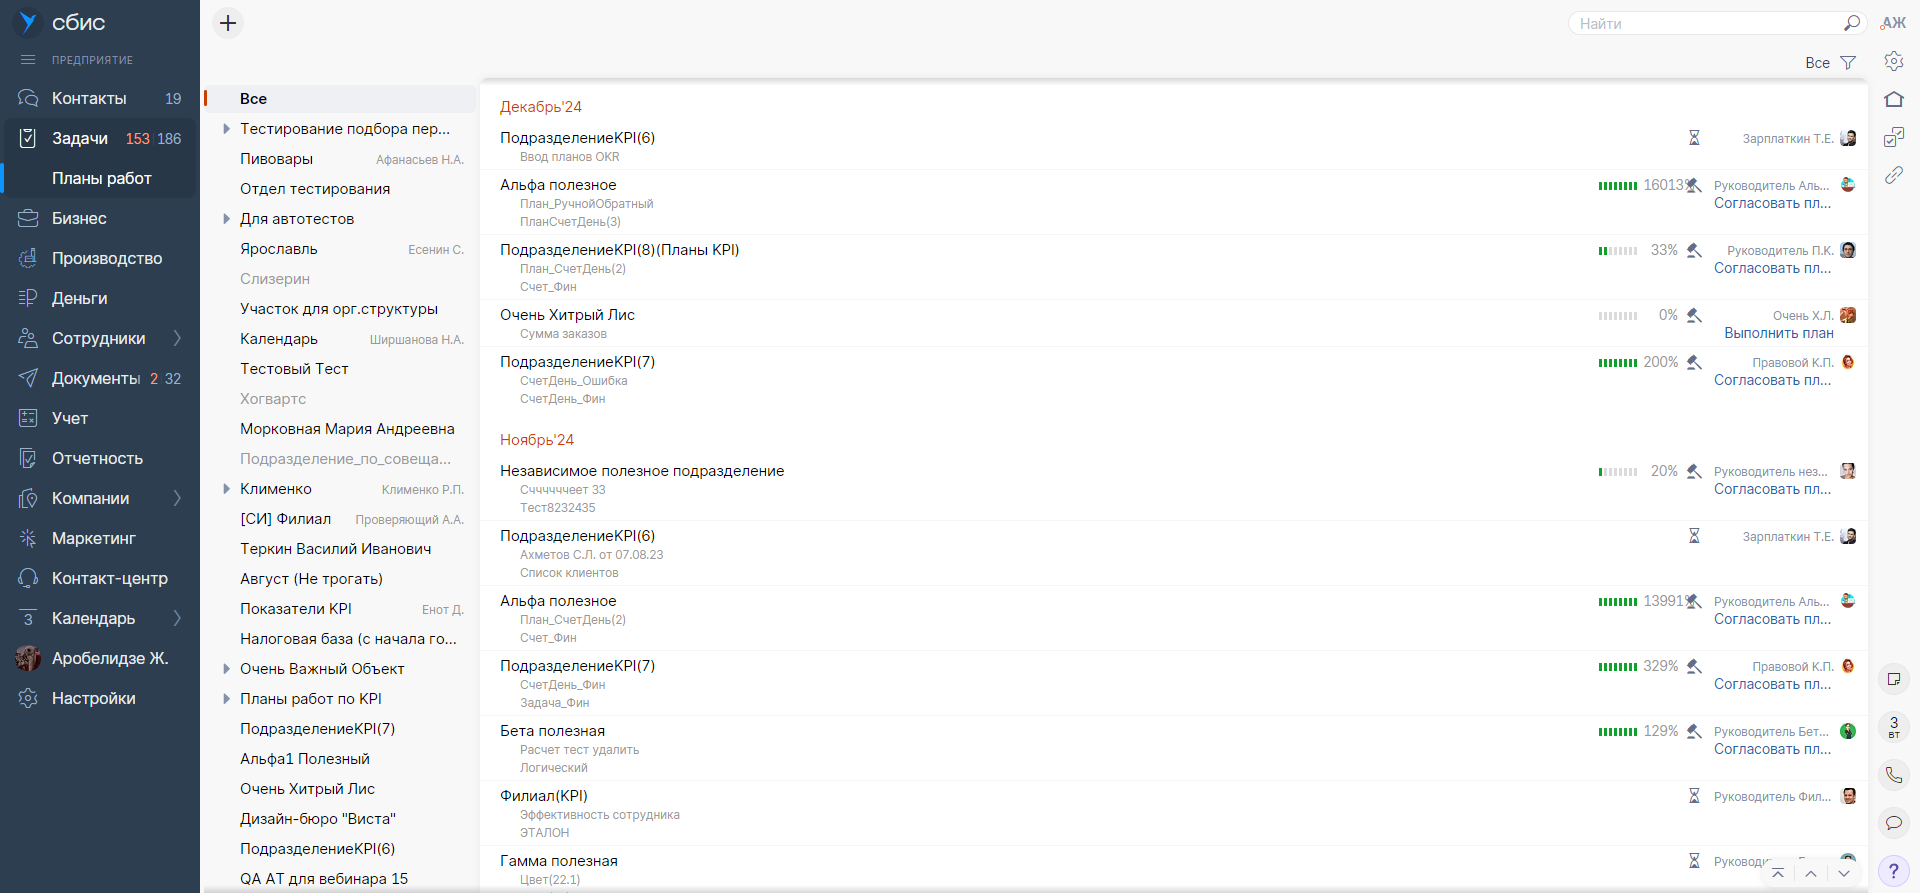 сбис
ПРЕДПРИЯТИЕ
Контакты 19
Задачи 153 186
Планы работ
Бизнес
Производство
Деньги
Сотрудники
Документы 2 32
Учет
Отчетность
Компании
Маркетинг
Контакт-центр
3 Календарь
Аробелидзе Ж.
Настройки
Все
Тестирование подбора пер...
Пивовары Афанасьев Н.А.
Отдел тестирования
Для автотестов
Ярославль Есенин С.
Слизерин
Участок для орг.структуры
Календарь Ширшанова Н.А.
Тестовый Тест
Хогвартс
Морковная Мария Андреевна
Подразделение_по_совеща...
Клименко Клименко Р.П.
[СИ] Филиал Проверяющий А.А.
Теркин Василий Иванович
Август (Не трогать)
Показатели KPI Енот Д.
Налоговая база (с начала го...
Очень Важный Объект
Планы работ по KPI
ПодразделениеKPI(7)
Альфа1 Полезный
Очень Хитрый Лис
Дизайн-бюро "Виста"
ПодразделениеKPI(6)
QA АТ для вебинара 15
Найти
АЖ
Все
Декабрь'24
ПодразделениеKPI(6) Зарплаткин Т.Е.
Ввод планов OKR
Альфа полезное 16013% Руководитель Аль...
План_РучнойОбратный Согласовать пл...
ПланСчетДень(3)
ПодразделениеKPI(8)(Планы KPI) 33% Руководитель П.К.
План_СчетДень(2) Согласовать пл...
Счет_Фин
Очень Хитрый Лис 0% Очень Х.Л.
Сумма заказов Выполнить план
ПодразделениеKPI(7) 200% Правовой К.П.
СчетДень_Ошибка Согласовать пл...
СчетДень_Фин
Ноябрь'24
Независимое полезное подразделение 20% Руководитель нез...
Сччччччеет 33 Согласовать пл...
Тест8232435
ПодразделениеKPI(6) Зарплаткин Т.Е.
Ахметов С.Л. от 07.08.23
Список клиентов
Альфа полезное 13991% Руководитель Аль...
План_СчетДень(2) Согласовать пл...
Счет_Фин
ПодразделениеKPI(7) 329% Правовой К.П.
СчетДень_Фин Согласовать пл...
Задача_Фин
Бета полезная 129% Руководитель Бет...
Расчет тест удалить Согласовать пл...
Логический
Филиал(KPI) Руководитель Фил...
Эффективность сотрудника
ЭТАЛОН
Гамма полезная
Цвет(22.1)
3
ВТ
?